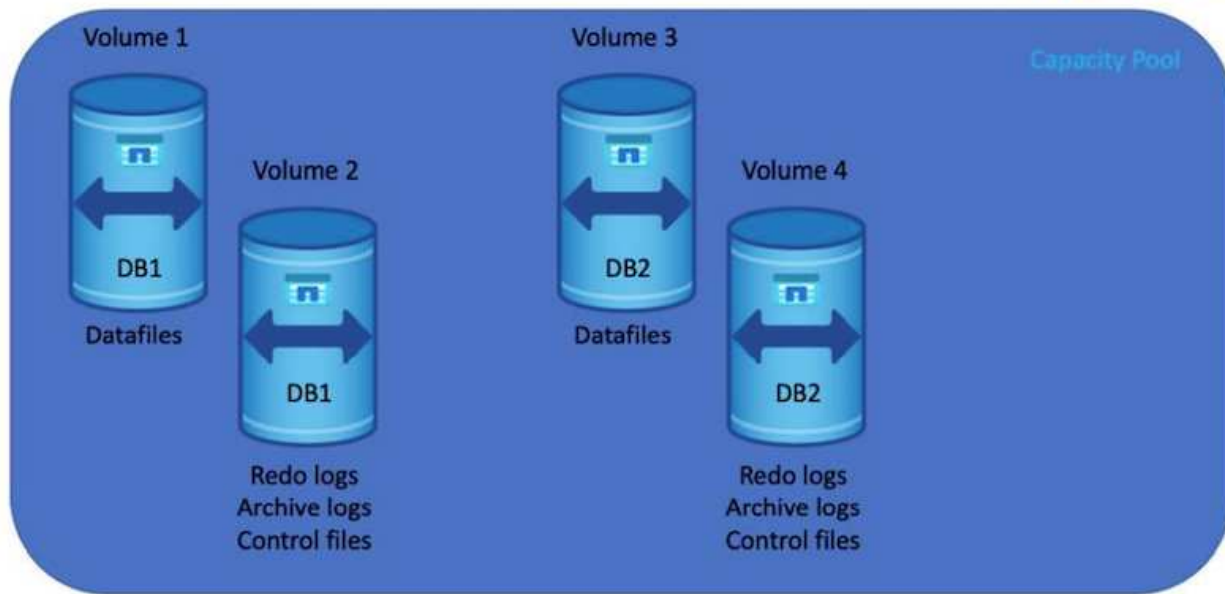 Volume 1
Volume 3
Capacity Pool
Volume 2
Volume 4
DB1
DB2
Datafiles
Datafiles
DB1
DB2
Redo logs
Archive logs
Control files
Redo logs
Archive logs
Control files